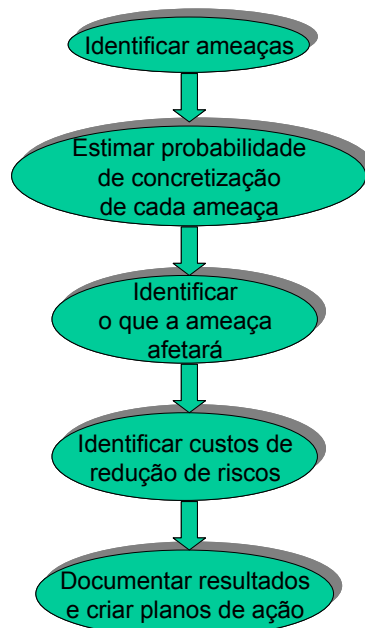 Identificar ameaças
Estimar probabilidade
de concretização
de cada ameaça
Identificar
o que a ameaça
afetará
Identificar custos de
redução de riscos
Documentar resultados
e criar planos de ação